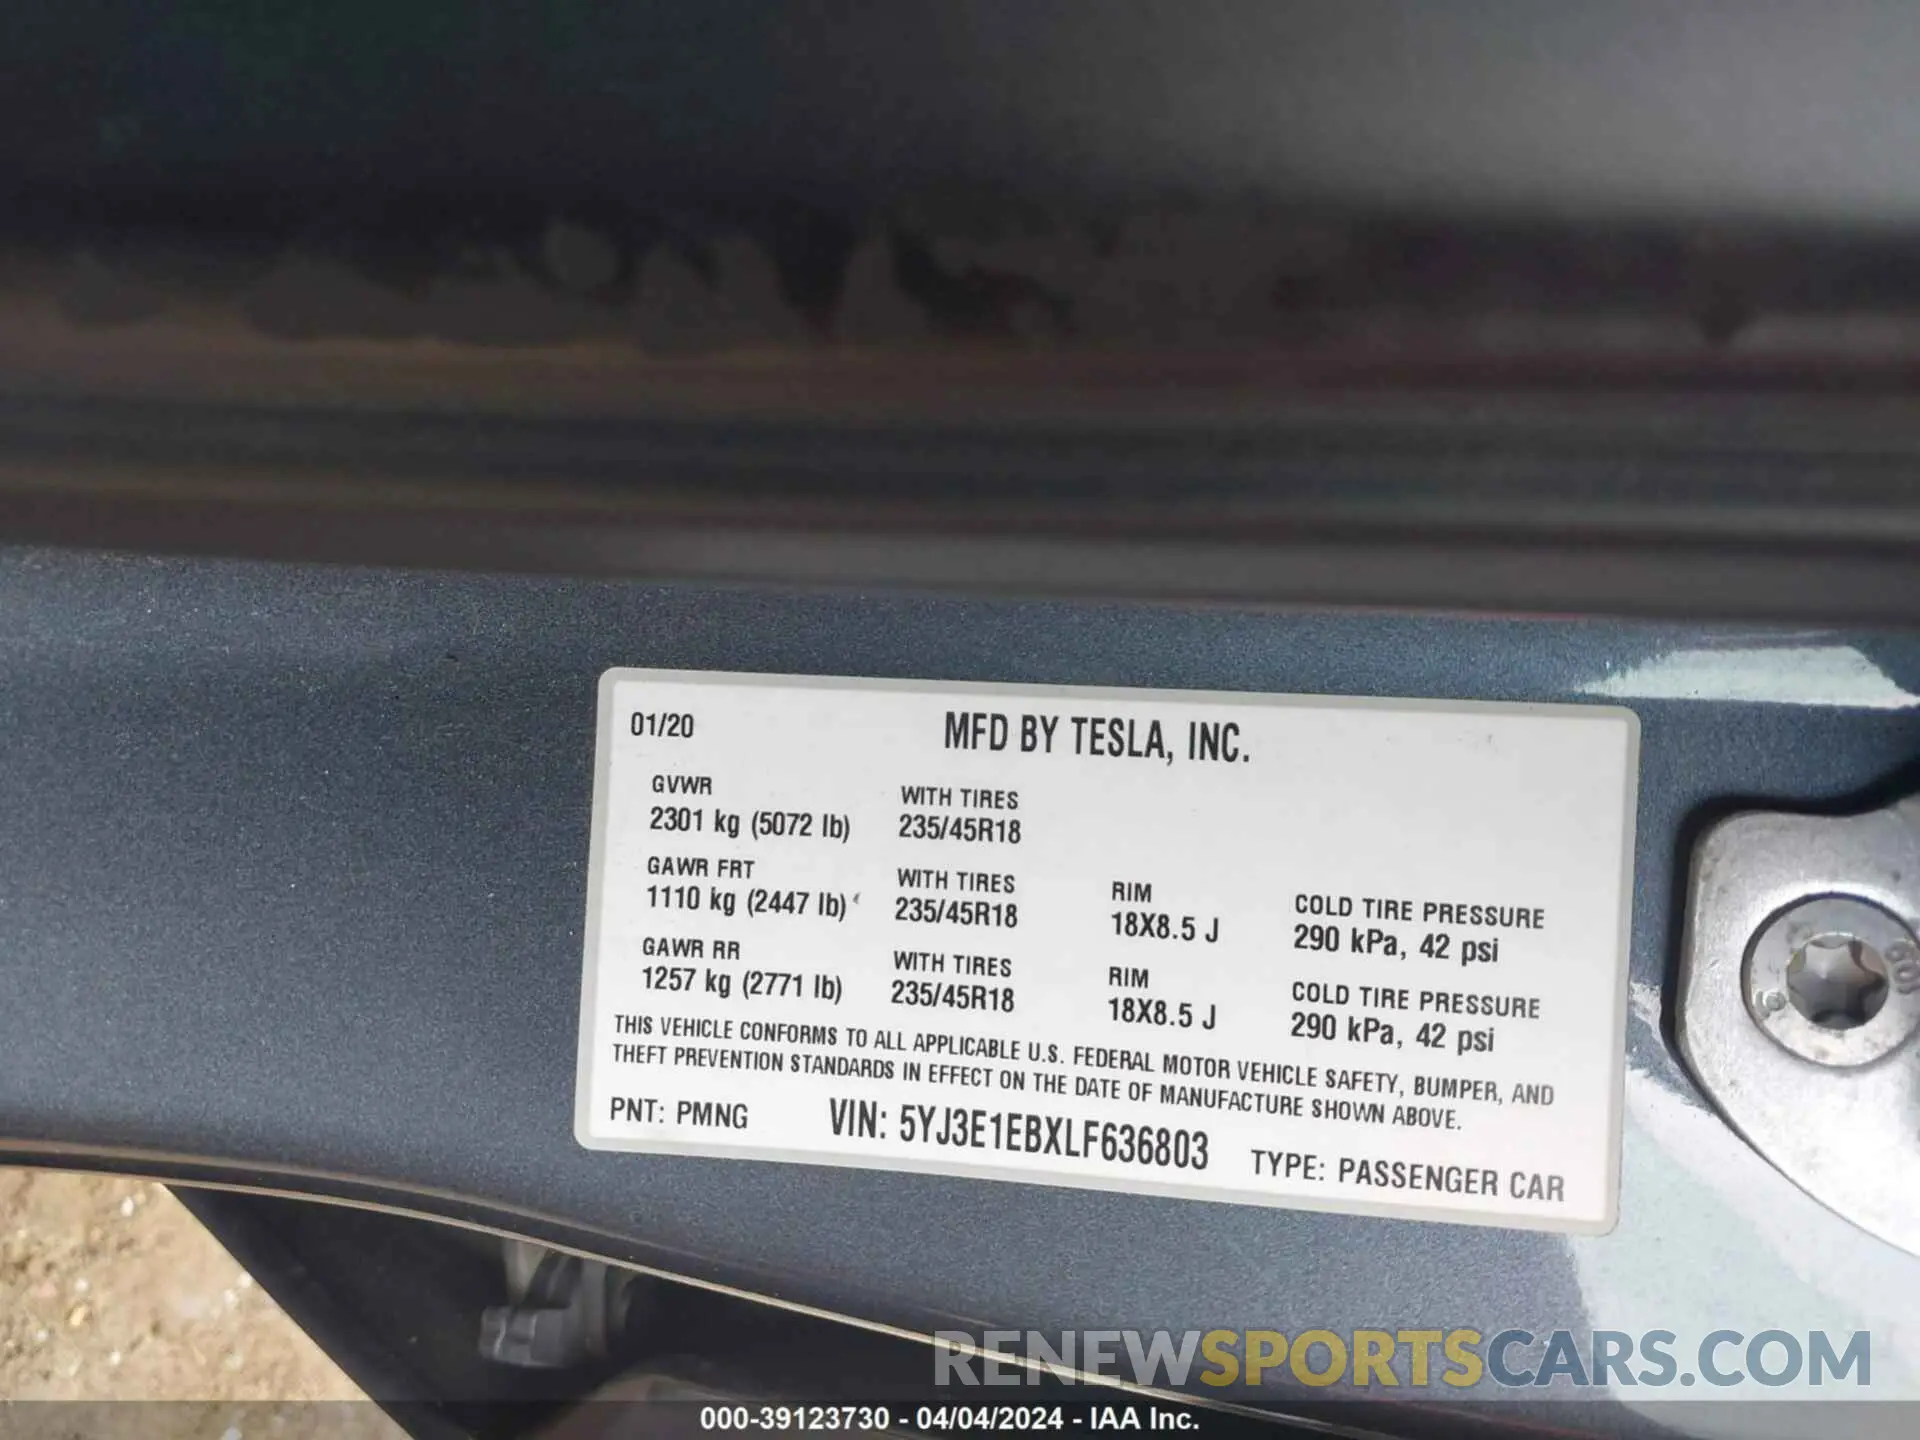 01/20
MFD BY TESLA, INC.
GVWR
2301 kg (5072 lb)
WITH TIRES
235/45R18
GAWR FRT
1110 kg (2447 lb)
WITH TIRES
235/45R18
RIM
18X8.5 J
COLD TIRE PRESSURE
290 kPa, 42 psi
GAWR RR
1257 kg (2771 lb)
WITH TIRES
235/45R18
RIM
18X8.5 J
COLD TIRE PRESSURE
290 kPa, 42 psi
THIS VEHICLE CONFORMS TO ALL APPLICABLE U.S. FEDERAL MOTOR VEHICLE SAFETY, BUMPER, AND
THEFT PREVENTION STANDARDS IN EFFECT ON THE DATE OF MANUFACTURE SHOWN ABOVE.
PNT: PMNG
VIN: 5YJ3E1EBXLF636803
TYPE: PASSENGER CAR
RENEWSPORTSCARS.COM
000-39123730 - 04/04/2024 - IAA Inc.